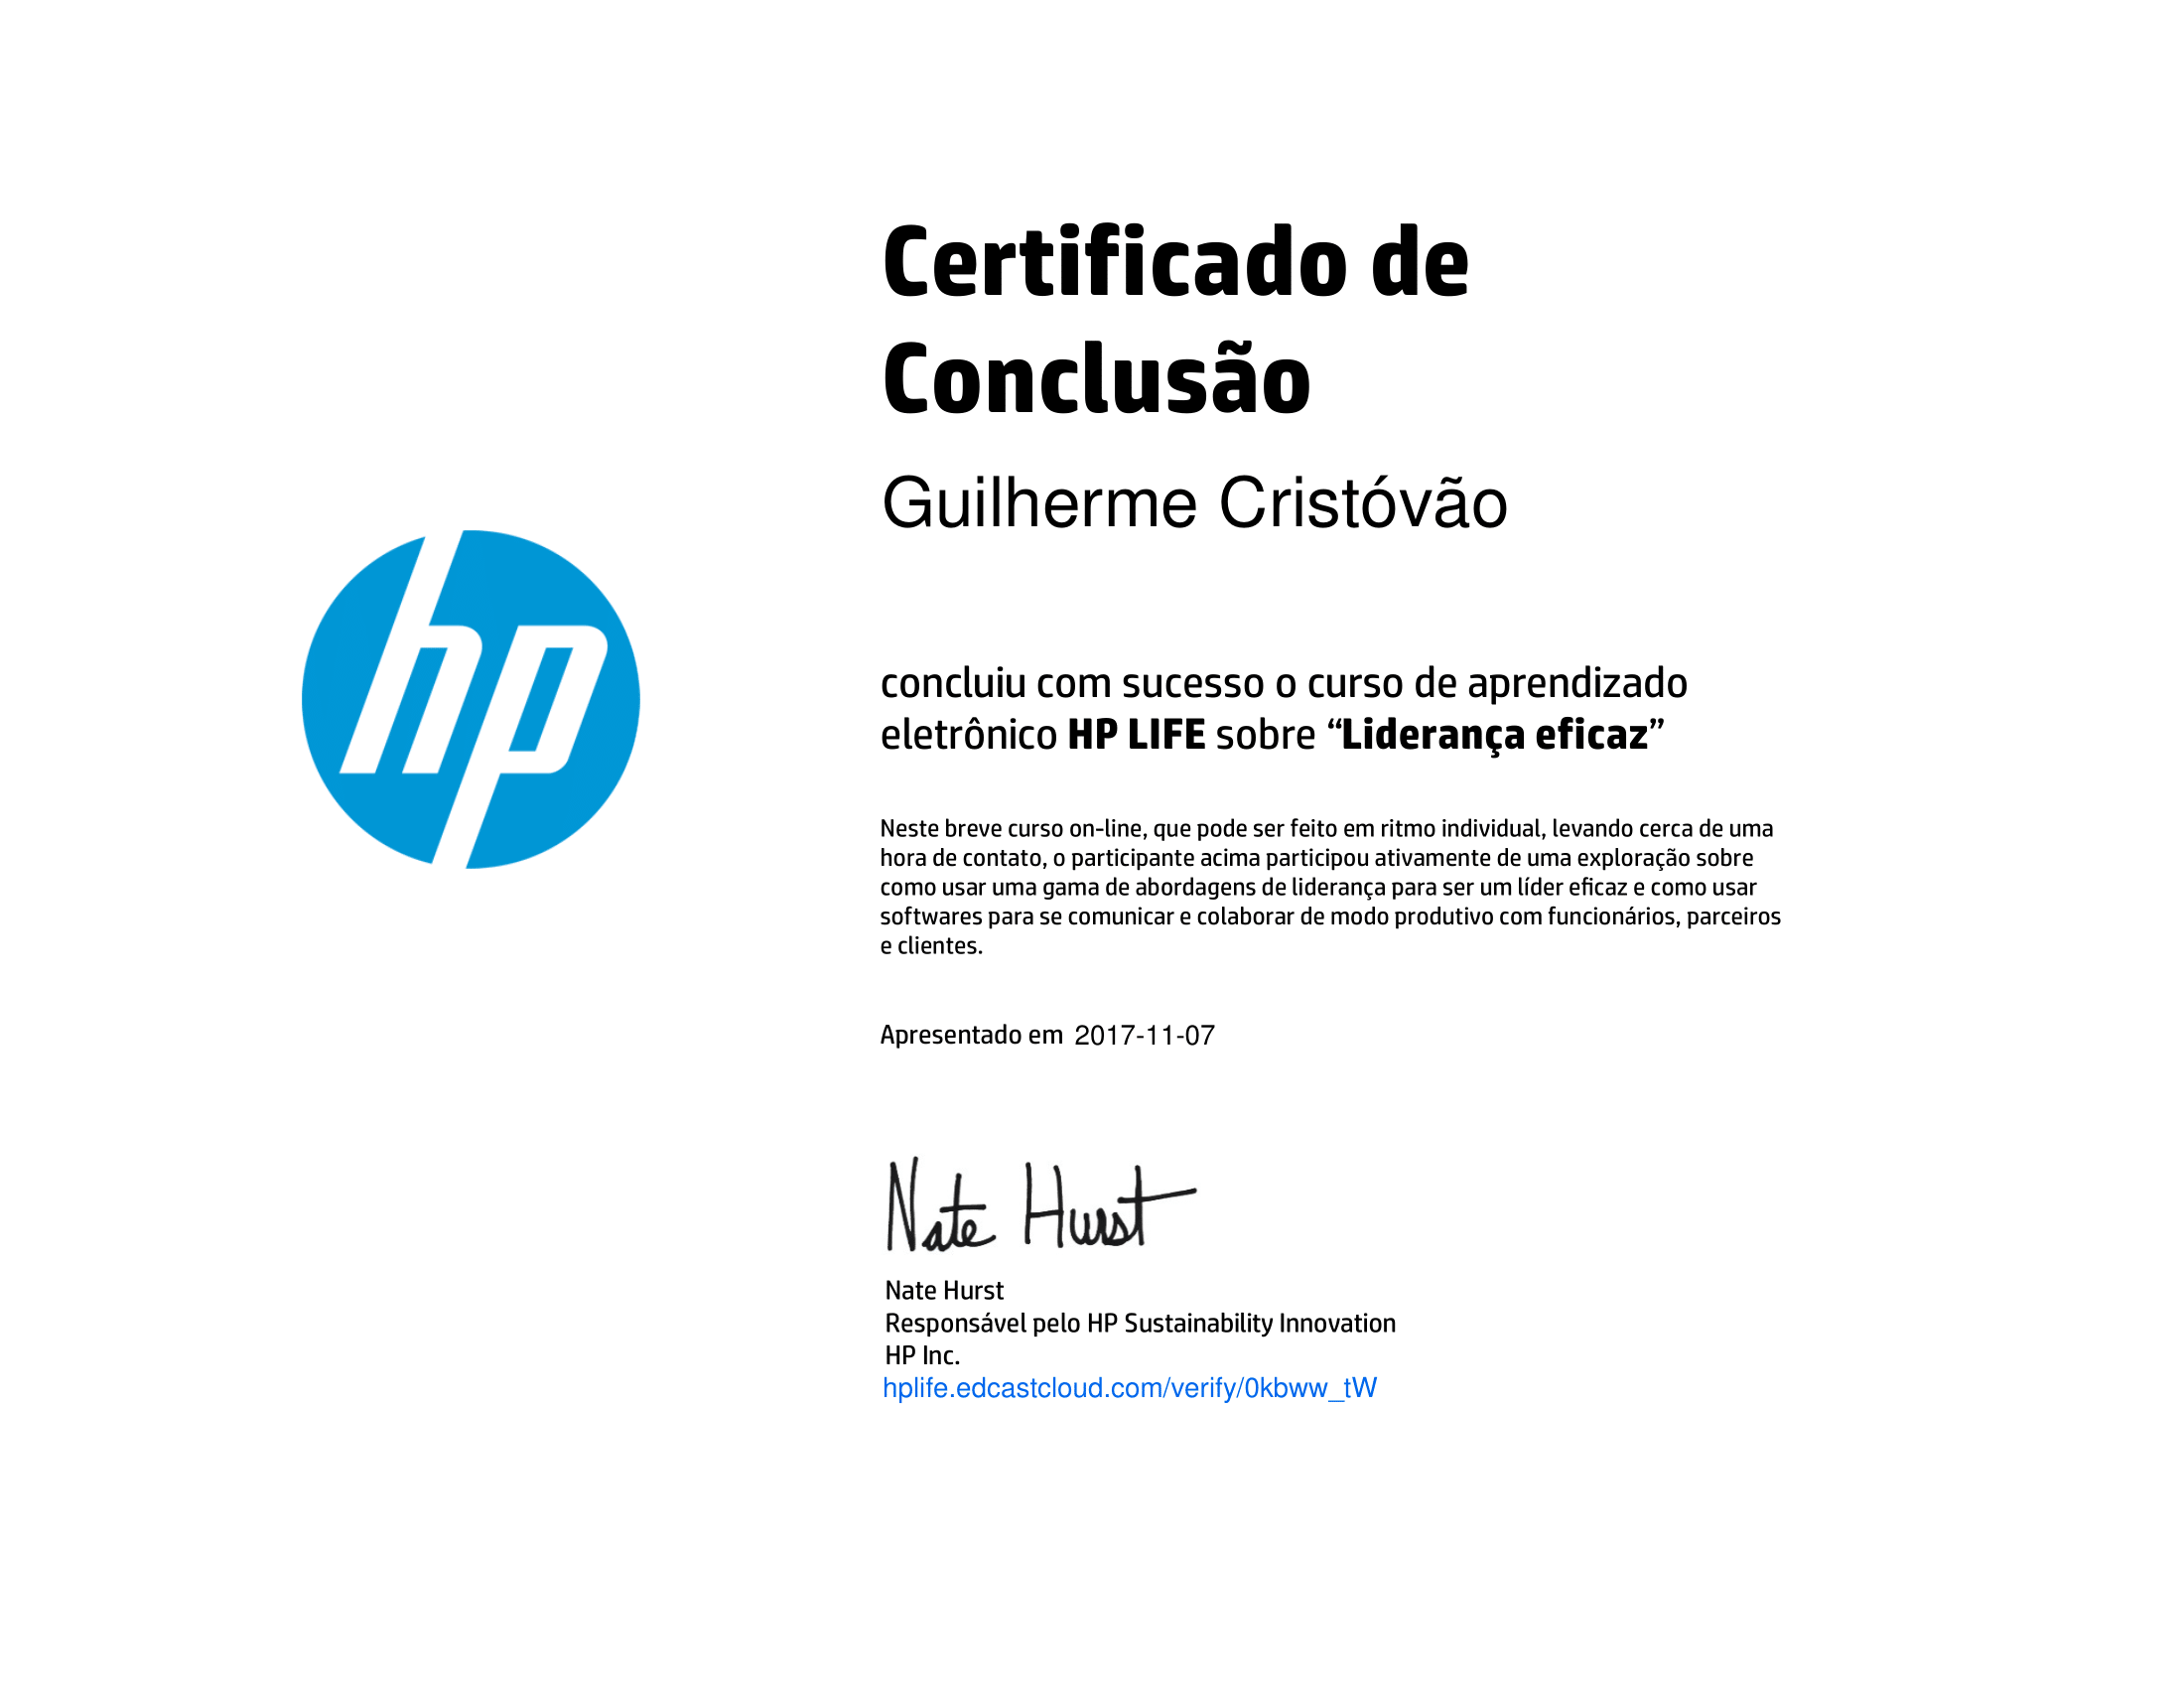 Certificado de
Conclusão
Guilherme Cristóvão
hp
concluiu com sucesso o curso de aprendizado
eletrônico HP LIFE sobre “Liderança eficaz”
Neste breve curso on-line, que pode ser feito em ritmo individual, levando cerca de uma
hora de contato, o participante acima participou ativamente de uma exploração sobre
como usar uma gama de abordagens de liderança para ser um líder eficaz e como usar
softwares para se comunicar e colaborar de modo produtivo com funcionários, parceiros
e clientes.
Apresentado em 2017-11-07
Nate Hurst
Nate Hurst
Responsável pelo HP Sustainability Innovation
HP Inc.
hplife.edcastcloud.com/verify/0kbww_tW